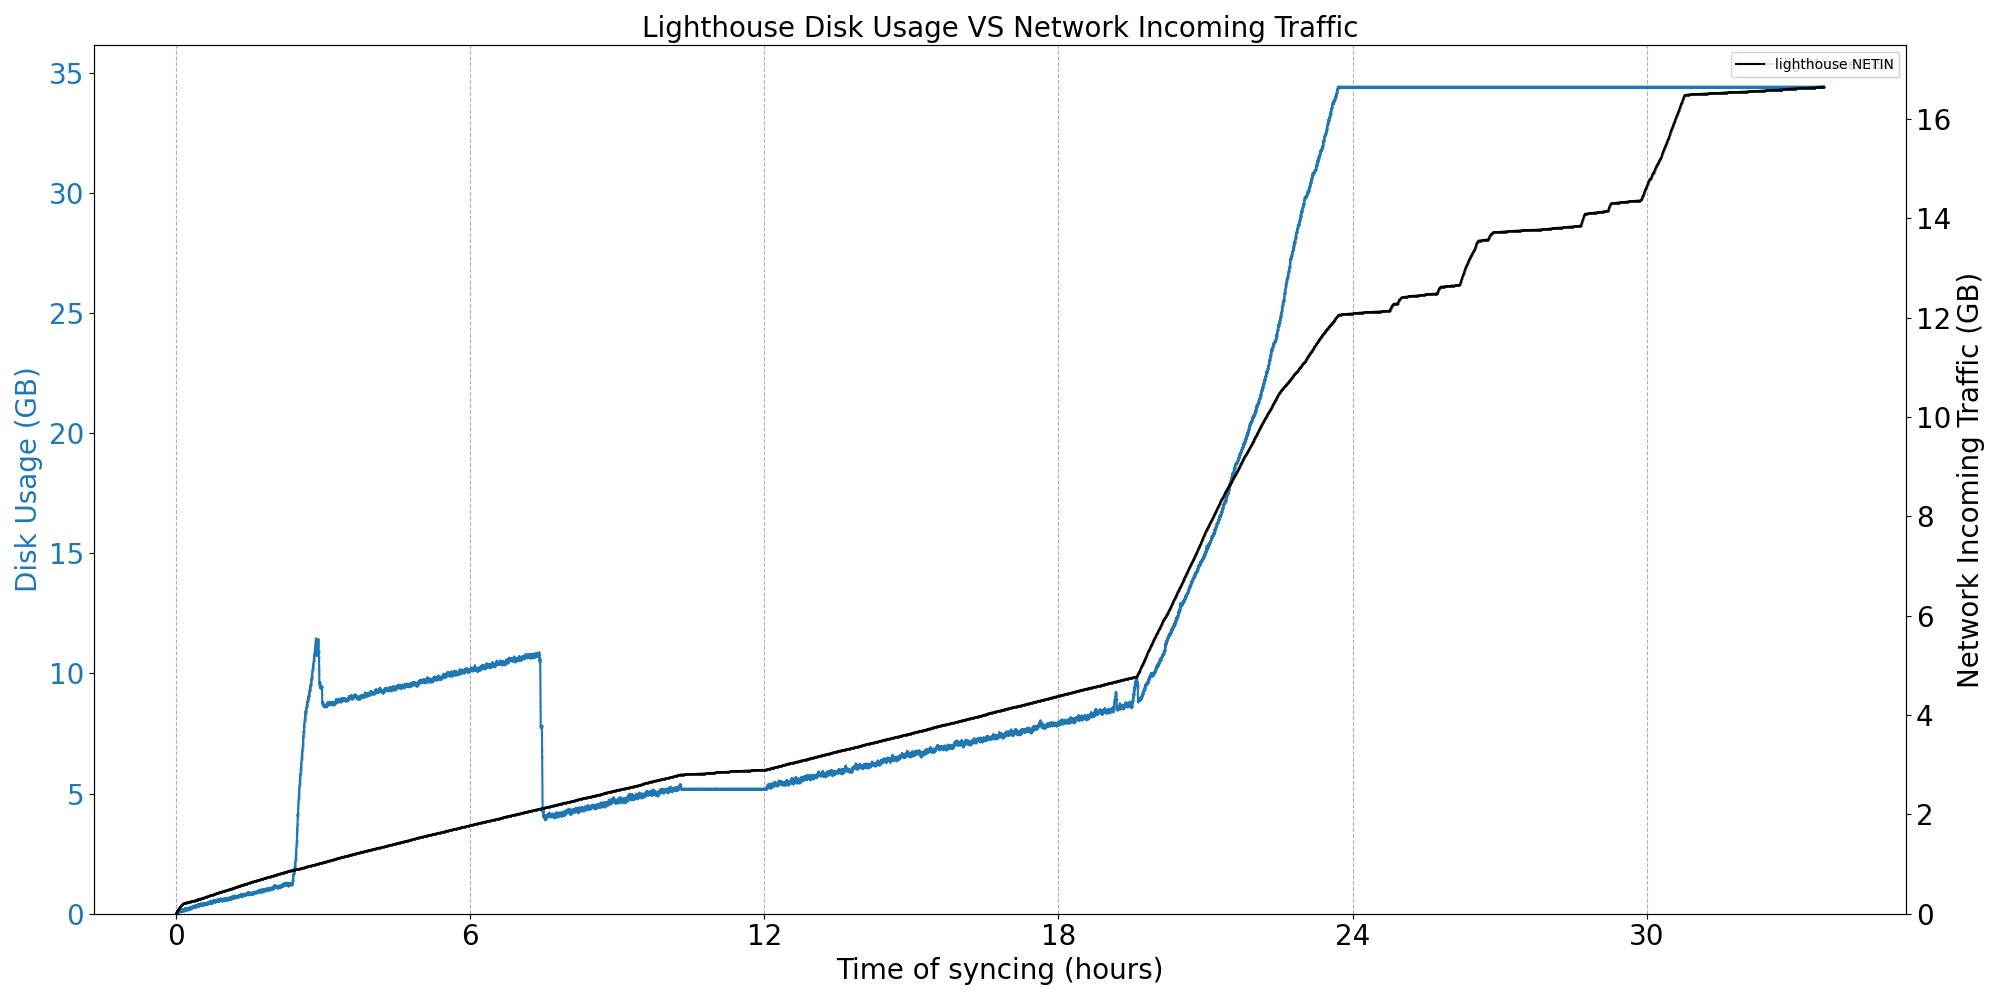 Lighthouse Disk Usage VS Network Incoming Traffic
lighthouse NETIN
Disk Usage (GB)
35
30
25
20
15
10
5
0
16
14
12
10
8
6
4
2
0
Network Incoming Traffic (GB)
0 6 12 18 24 30
Time of syncing (hours)